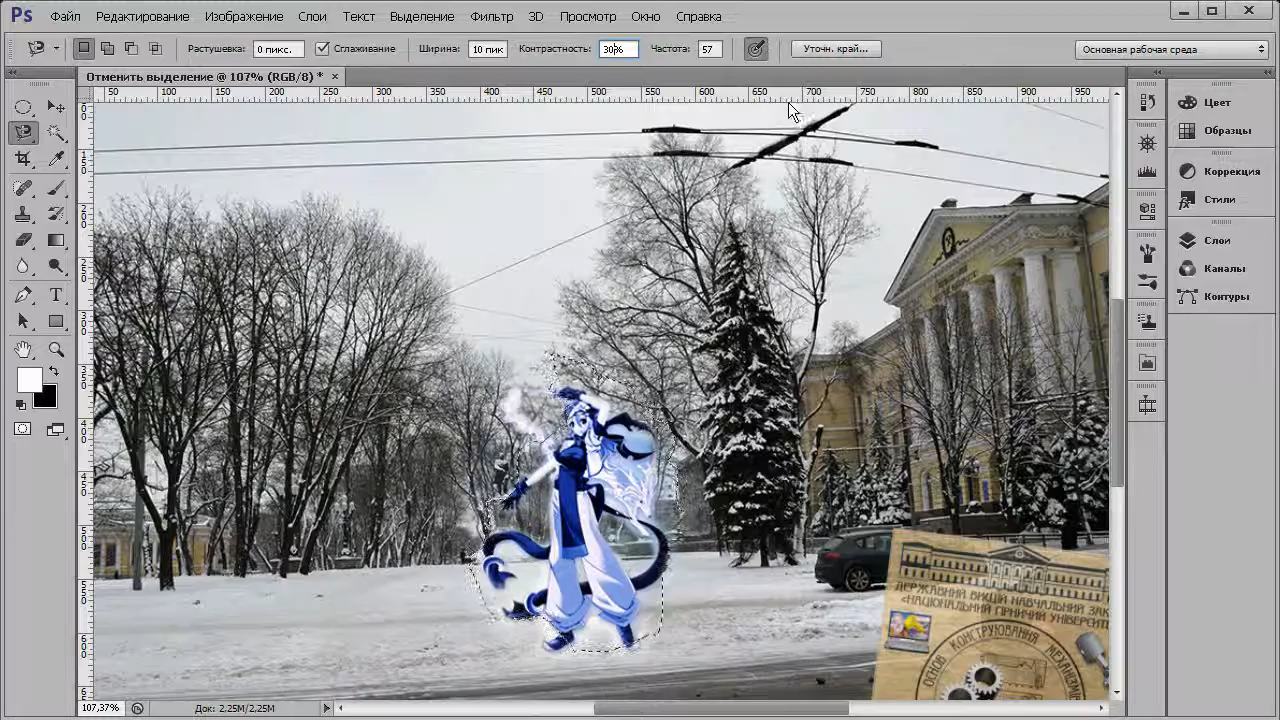 Ps Файл Редактирование Изображение Слои Текст Выделение Фильтр 3D Просмотр Окно Справка
Растушевка: 0 пикс. Сглаживание Ширина: 10 пик Контрастность: 30% Частота: 57 Уточн. край... Основная рабочая среда
Отменить выделение @ 107% (RGB/8) * ×
50 100 150 200 250 300 350 400 450 500 550 600 650 700 750 800 850 900 950
Цвет
Образцы
Коррекция
Стили
Слои
Каналы
Контуры
T
ДЕРЖАВНИЙ ВИЩИЙ НАВЧАЛЬНИЙ ЗАК
«НАЦІОНАЛЬНИЙ ГІРНИЧИЙ УНІВЕРСИТ
ОСНОВ КОНСТРУЮВАННЯ МЕХАНІЗМІ
107,37% Док: 2,25M/2,25M